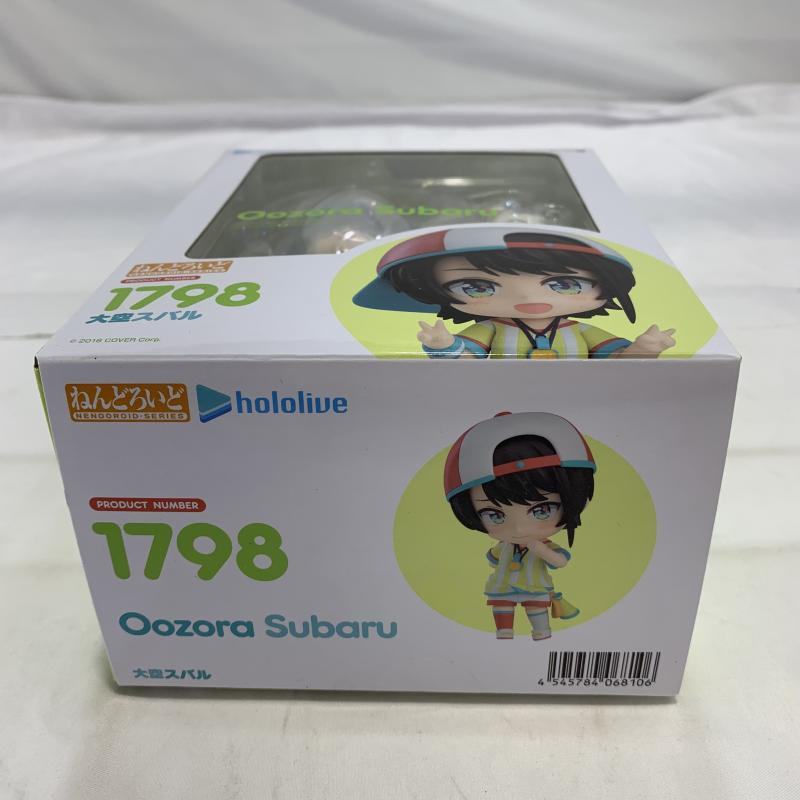 Oozora Subaru
ねんどろいど
NENDOROID-SERIES
PRODUCT NUMBER
1798
大空スバル
© 2016 COVER Corp.
ねんどろいど
NENDOROID-SERIES
hololive
PRODUCT NUMBER
1798
Oozora Subaru
大空スバル
4 545784 068106